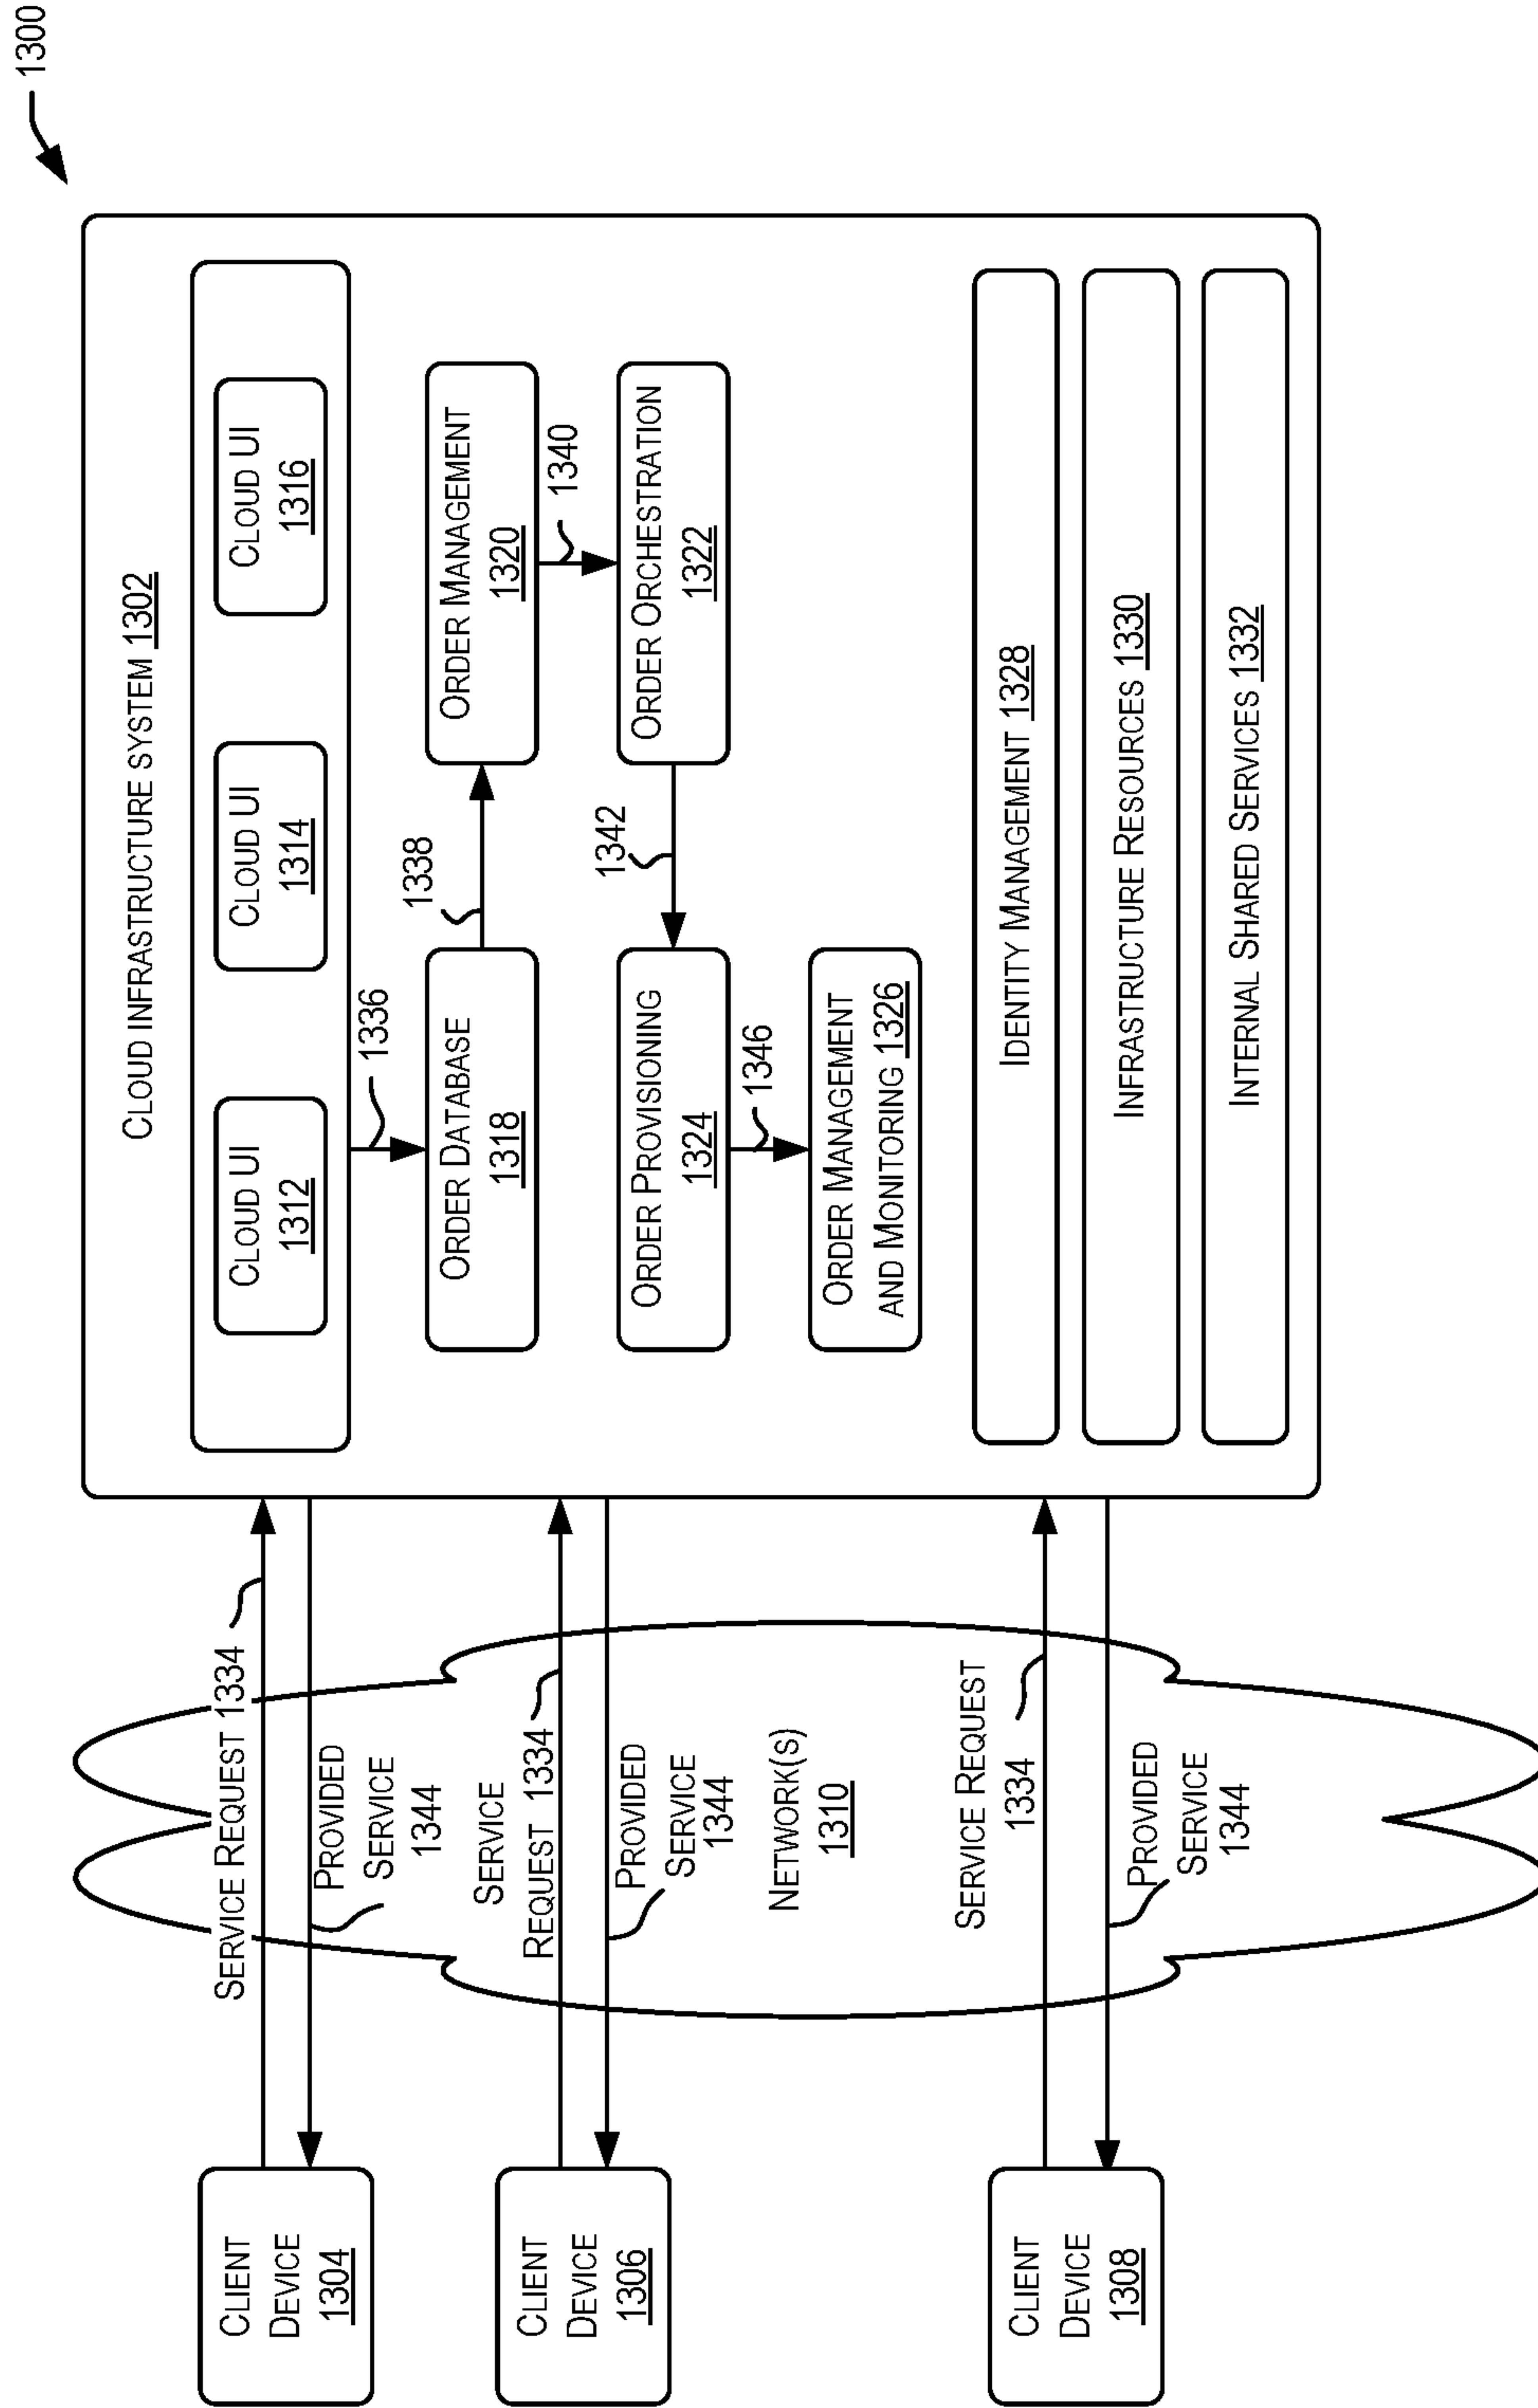 1300
CLOUD INFRASTRUCTURE SYSTEM 1302
CLOUD UI
1312
CLOUD UI
1314
CLOUD UI
1316
1336
ORDER DATABASE
1318
1338
ORDER MANAGEMENT
1320
1340
ORDER PROVISIONING
1324
1342
ORDER ORCHESTRATION
1322
1346
ORDER MANAGEMENT
AND MONITORING 1326
IDENTITY MANAGEMENT 1328
INFRASTRUCTURE RESOURCES 1330
INTERNAL SHARED SERVICES 1332
CLIENT
DEVICE
1304
SERVICE REQUEST 1334
PROVIDED
SERVICE
1344
CLIENT
DEVICE
1306
SERVICE
REQUEST 1334
PROVIDED
SERVICE
1344
NETWORK(S)
1310
CLIENT
DEVICE
1308
SERVICE REQUEST
1334
PROVIDED
SERVICE
1344